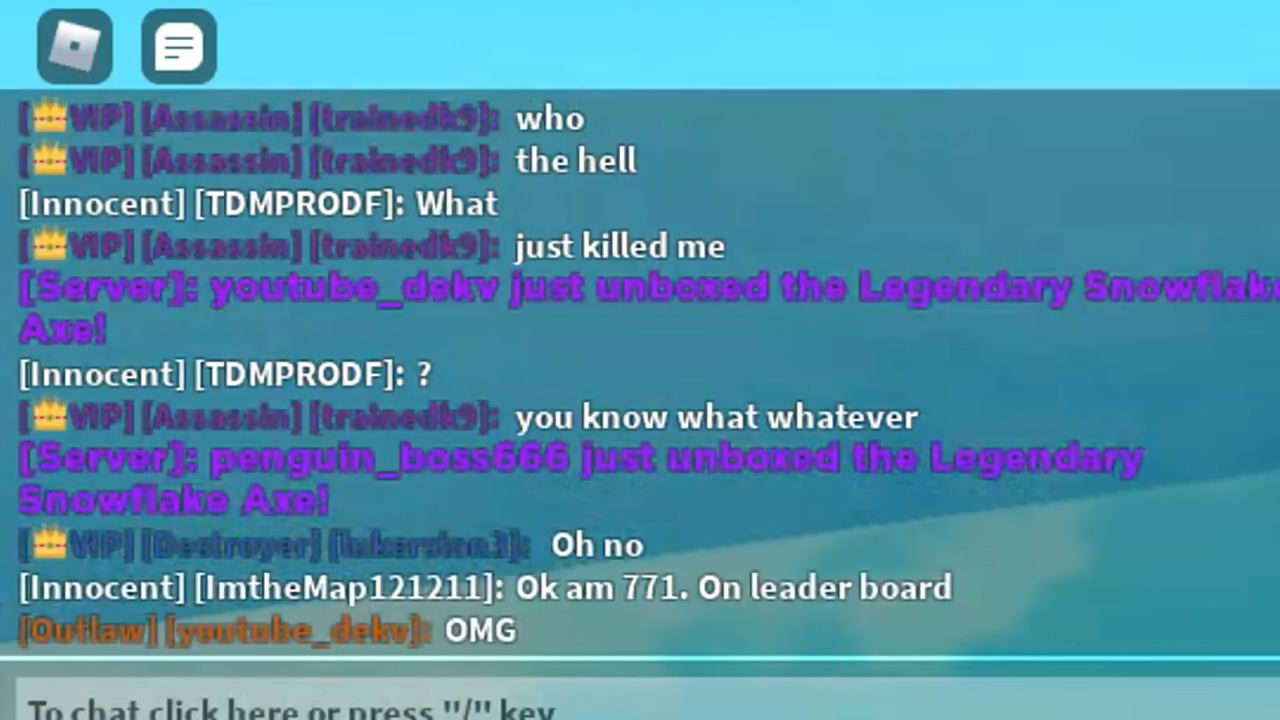 [👑VIP] [Assassin] [trainedk9]: who
[👑VIP] [Assassin] [trainedk9]: the hell
[Innocent] [TDMPRODF]: What
[👑VIP] [Assassin] [trainedk9]: just killed me
[Server]: youtube_dekv just unboxed the Legendary Snowflake
Axe!
[Innocent] [TDMPRODF]: ?
[👑VIP] [Assassin] [trainedk9]: you know what whatever
[Server]: penguin_boss666 just unboxed the Legendary
Snowflake Axe!
[👑VIP] [Destroyer] Oh no
[Innocent] [ImtheMap121211]: Ok am 771. On leader board
[Outlaw] [youtube_dekv]: OMG
To chat click here or press "/" key